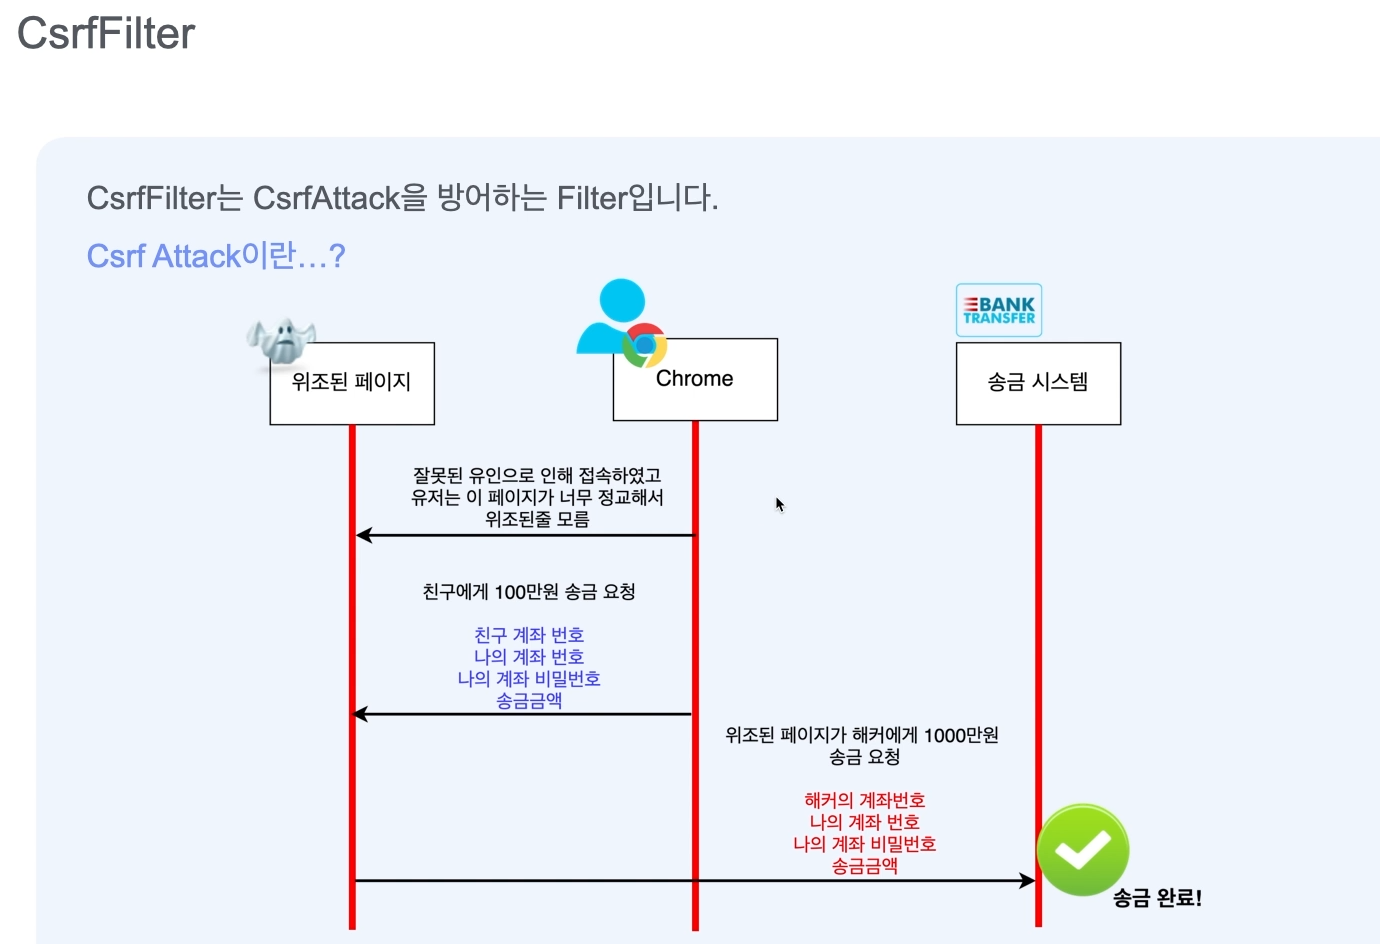 CsrfFilter
CsrfFilter는 CsrfAttack을 방어하는 Filter입니다.
Csrf Attack이란...?
BANK
TRANSFER
위조된 페이지
Chrome
송금 시스템
잘못된 유인으로 인해 접속하였고
유저는 이 페이지가 너무 정교해서
위조된줄 모름
친구에게 100만원 송금 요청
친구 계좌 번호
나의 계좌 번호
나의 계좌 비밀번호
송금금액
위조된 페이지가 해커에게 1000만원
송금 요청
해커의 계좌번호
나의 계좌 번호
나의 계좌 비밀번호
송금금액
송금 완료!